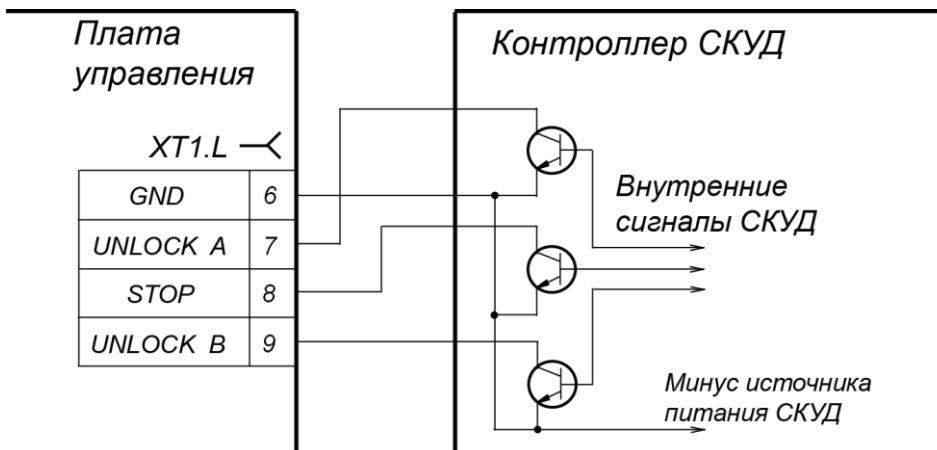 Плата
управления
Контроллер СКУД
XT1.L
GND 6
UNLOCK A 7
STOP 8
UNLOCK B 9
Внутренние
сигналы СКУД
Минус источника
питания СКУД